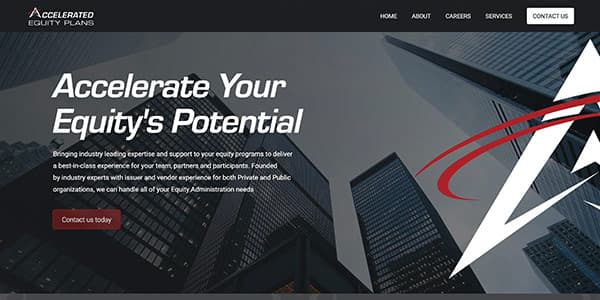 ACCELERATED
EQUITY PLANS
HOME ABOUT CAREERS SERVICES CONTACT US
Accelerate Your
Equity's Potential
Bringing industry leading expertise and support to your equity programs to deliver
a best-in-class experience for your team, partners and participants. Founded
by industry experts with issuer and vendor experience for both Private and Public
organizations, we can handle all of your Equity Administration needs
Contact us today